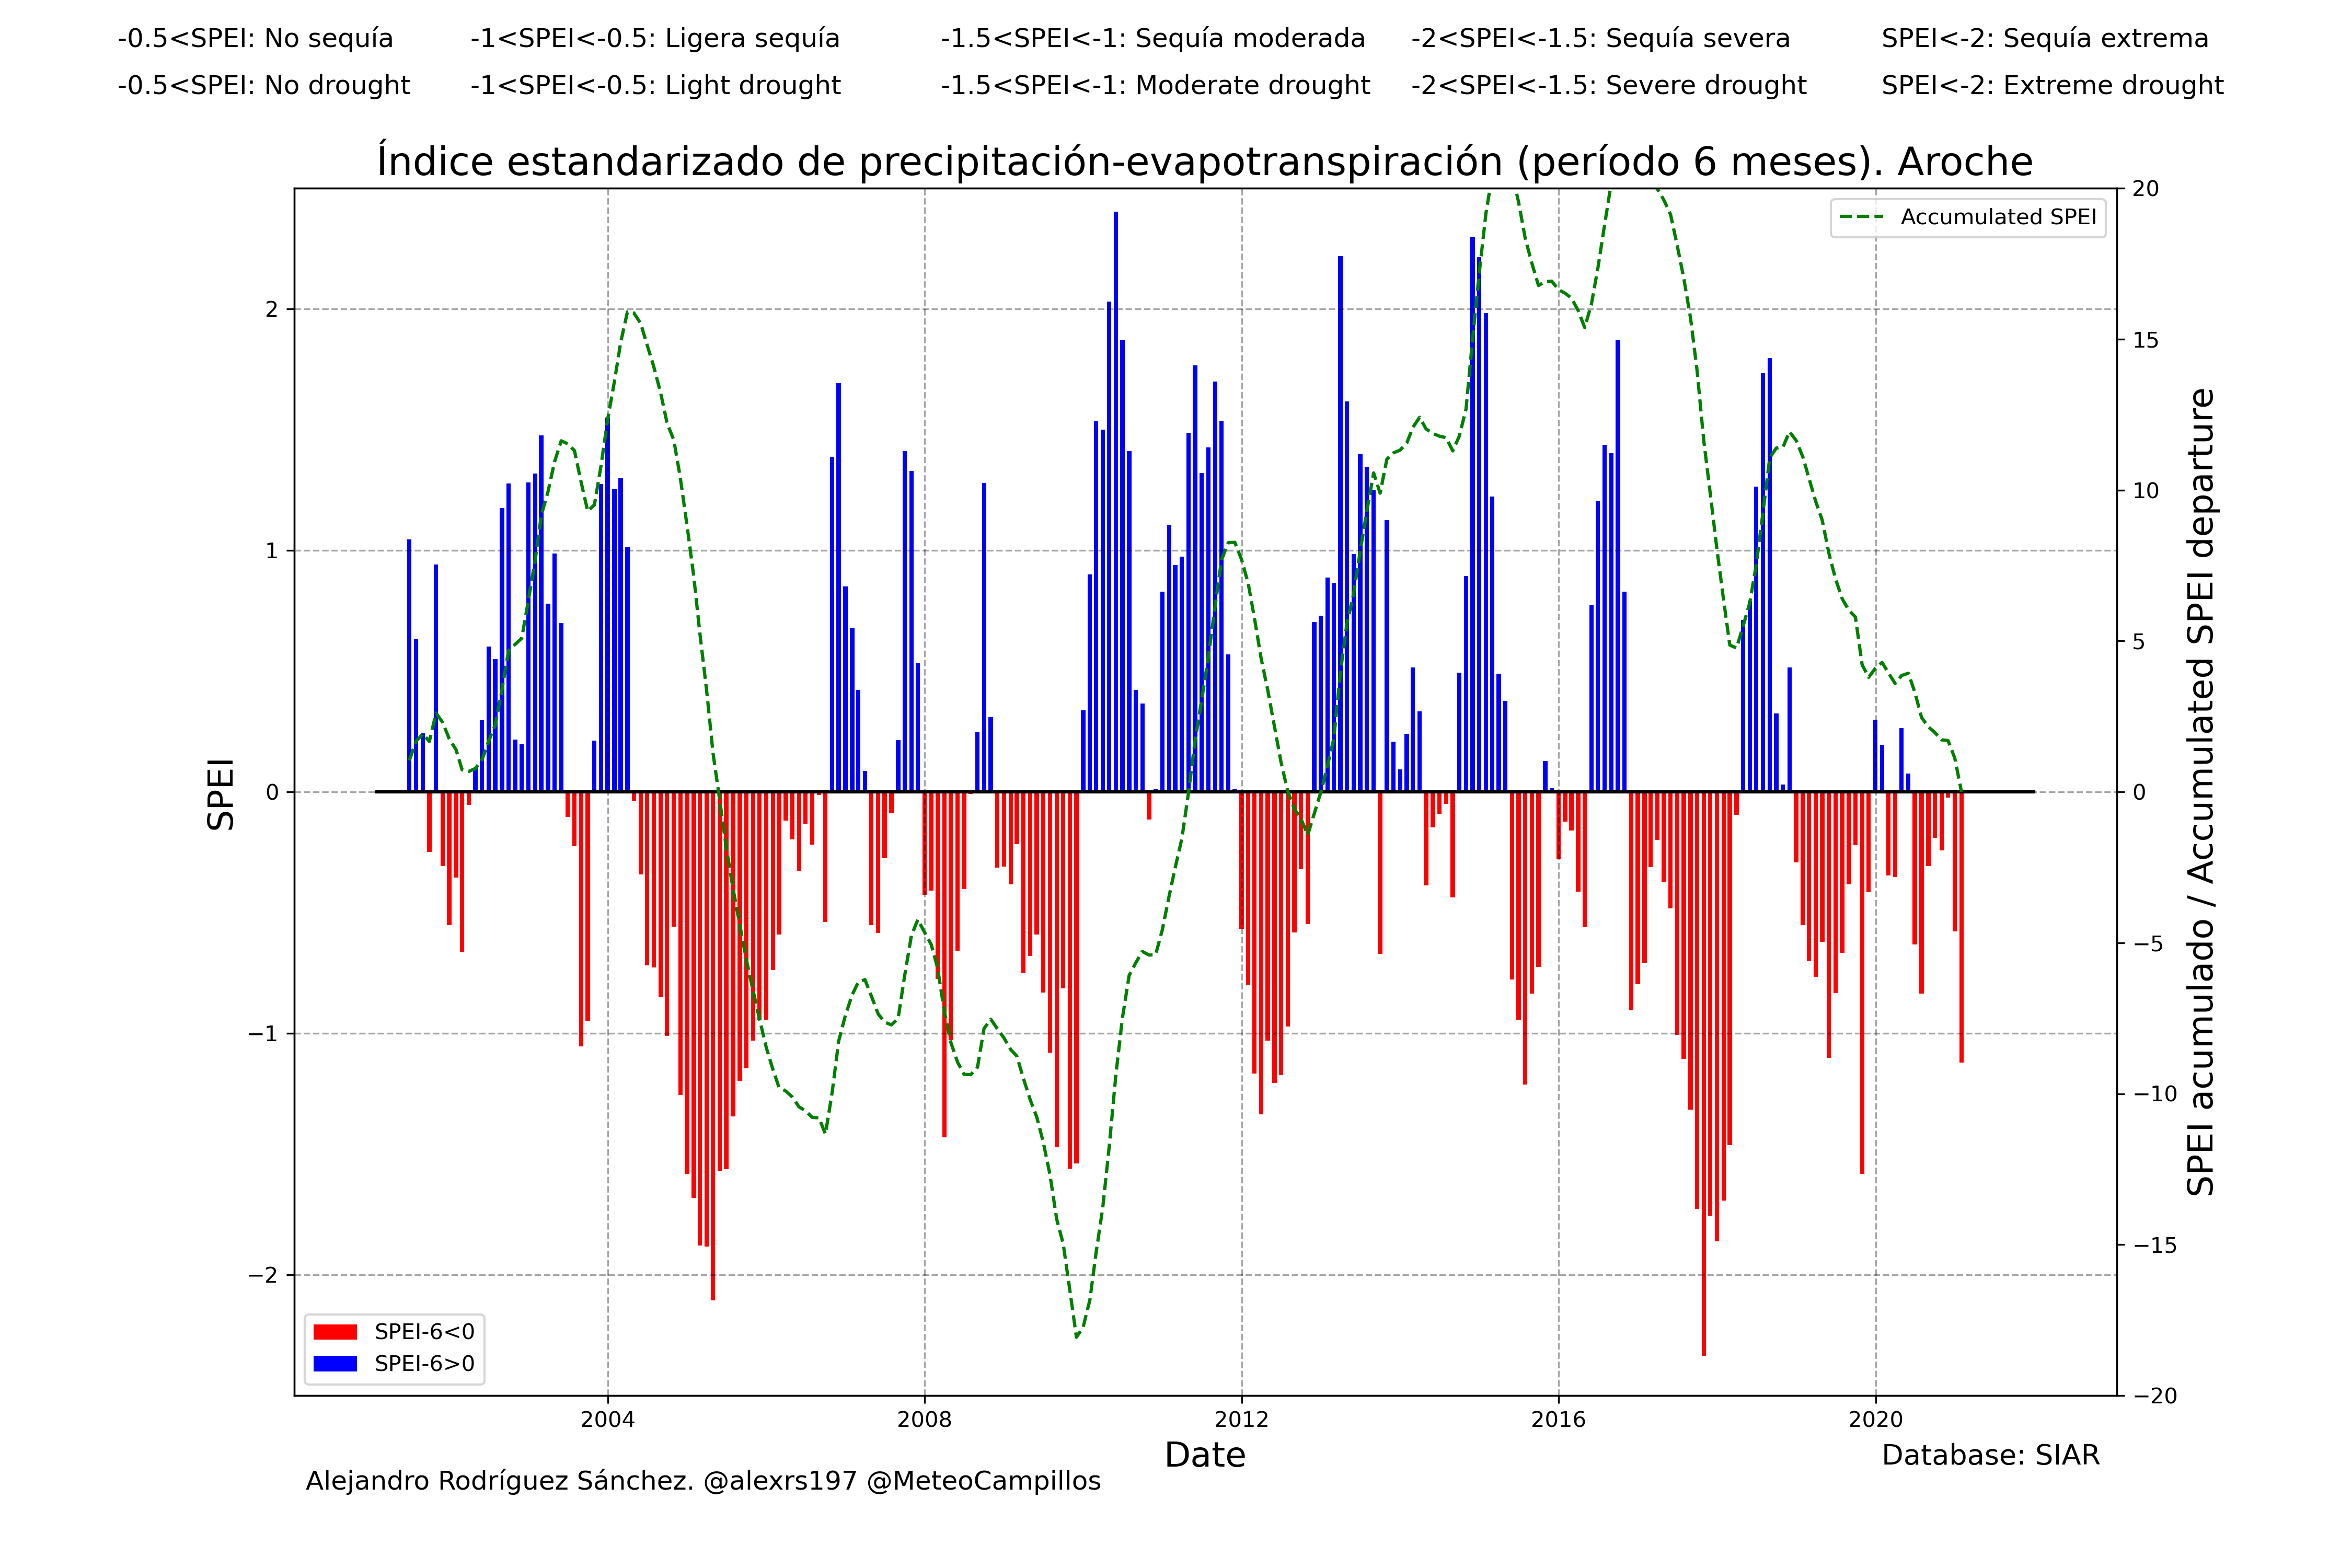 -0.5<SPEI: No sequía -1<SPEI<-0.5: Ligera sequía -1.5<SPEI<-1: Sequía moderada -2<SPEI<-1.5: Sequía severa SPEI<-2: Sequía extrema
-0.5<SPEI: No drought -1<SPEI<-0.5: Light drought -1.5<SPEI<-1: Moderate drought -2<SPEI<-1.5: Severe drought SPEI<-2: Extreme drought
Índice estandarizado de precipitación-evapotranspiración (período 6 meses). Aroche
Accumulated SPEI
SPEI
2
1
0
−1
−2
20
15
10
5
0
−5
−10
−15
−20
SPEI acumulado / Accumulated SPEI departure
SPEI-6<0
SPEI-6>0
2004 2008 2012 2016 2020
Date
Database: SIAR
Alejandro Rodríguez Sánchez. @alexrs197 @MeteoCampillos